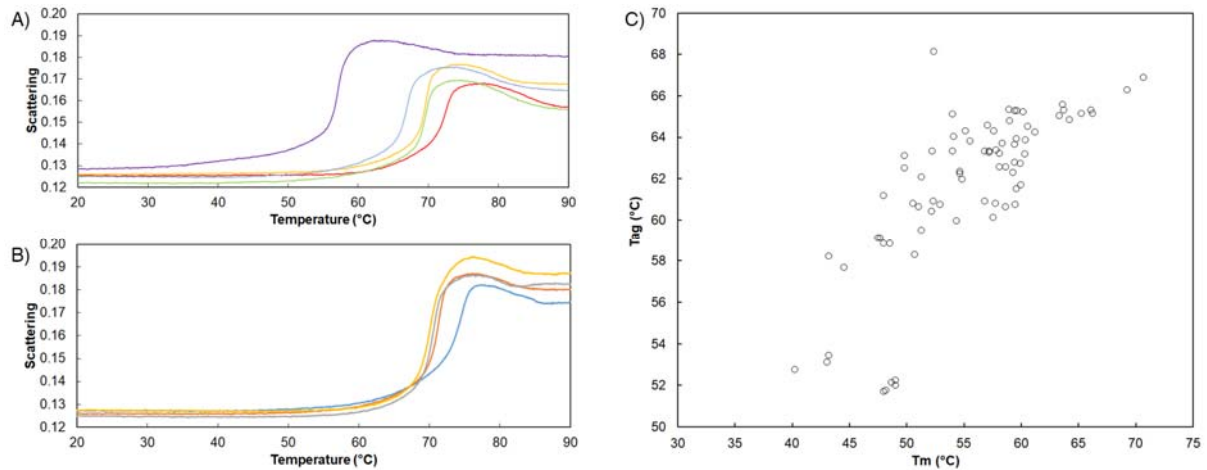 A)
0.20
0.19
0.18
0.17
0.16
0.15
0.14
0.13
0.12
Scattering
20 30 40 50 60 70 80 90
Temperature (°C)
B)
0.20
0.19
0.18
0.17
0.16
0.15
0.14
0.13
0.12
Scattering
20 30 40 50 60 70 80 90
Temperature (°C)
C)
70
68
66
64
62
60
58
56
54
52
50
Tag (°C)
30 35 40 45 50 55 60 65 70 75
Tm (°C)